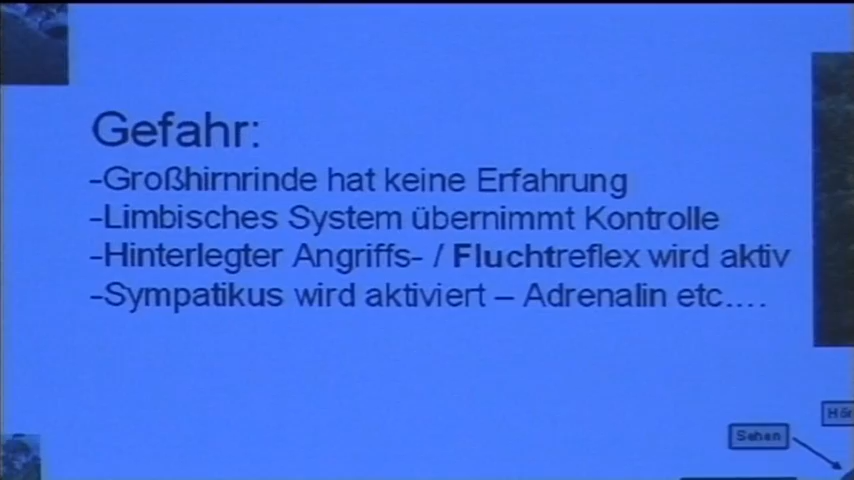 Gefahr:
-Großhirnrinde hat keine Erfahrung
-Limbisches System übernimmt Kontrolle
-Hinterlegter Angriffs- / Fluchtreflex wird aktiv
-Sympatikus wird aktiviert – Adrenalin etc....
Hör
Sehen